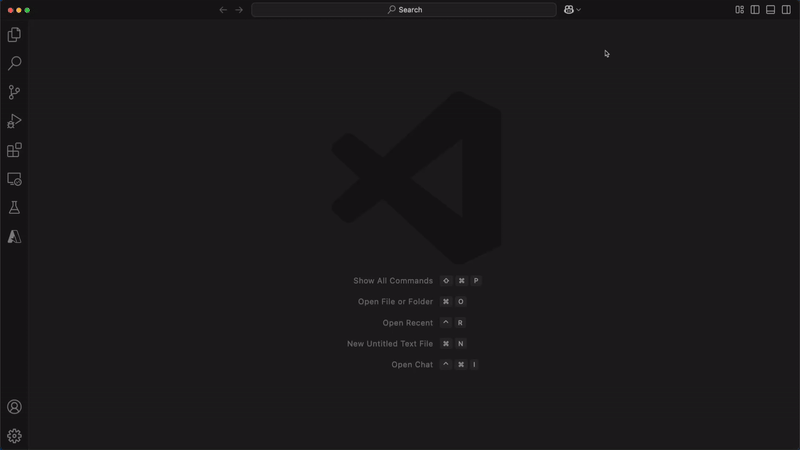 Search
Show All Commands ⇧ ⌘ P
Open File or Folder ⌘ O
Open Recent ^ R
New Untitled Text File ⌘ N
Open Chat ^ ⌘ I